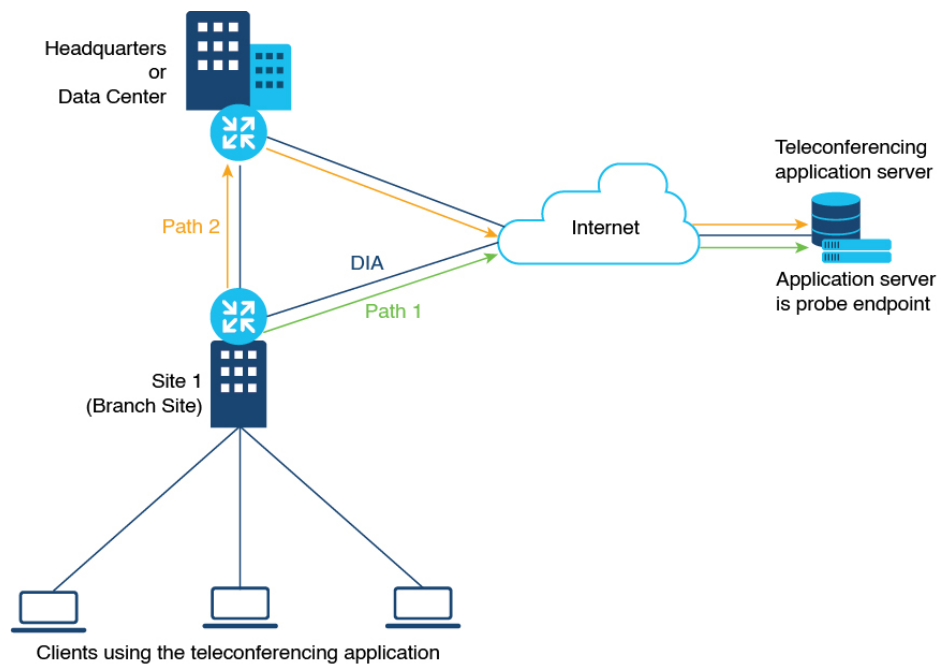 Headquarters
or
Data Center
Teleconferencing
application server
Internet
Path 2
DIA
Path 1
Application server
is probe endpoint
Site 1
(Branch Site)
Clients using the teleconferencing application